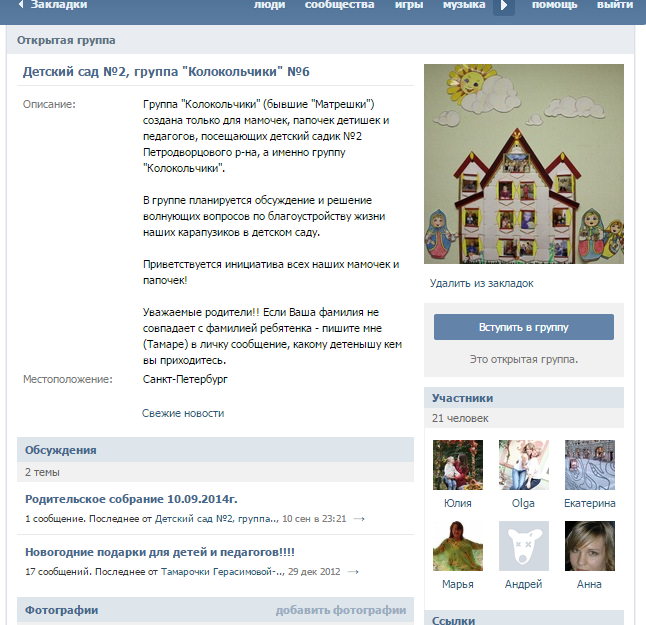 Закладки люди сообщества игры музыка помощь выйти
Открытая группа
Детский сад №2, группа "Колокольчики" №6
Описание:
Группа "Колокольчики" (бывшие "Матрешки")
создана только для мамочек, папочек детишек и
педагогов, посещающих детский садик №2
Петродворцового р-на, а именно группу
"Колокольчики".
В группе планируется обсуждение и решение
волнующих вопросов по благоустройству жизни
наших карапузиков в детском саду.
Приветствуется инициатива всех наших мамочек и
папочек!
Уважаемые родители!! Если Ваша фамилия не
совпадает с фамилией ребятенка - пишите мне
(Тамаре) в личку сообщение, какому детенышу кем
вы приходитесь.
Местоположение: Санкт-Петербург
Свежие новости
Обсуждения
2 темы
Родительское собрание 10.09.2014г.
1 сообщение. Последнее от Детский сад №2, группа.., 10 сен в 23:21 →
Новогодние подарки для детей и педагогов!!!!
17 сообщений. Последнее от Тамарочки Герасимовой-.., 29 дек 2012 →
Фотографии добавить фотографии
Удалить из закладок
Вступить в группу
Это открытая группа.
Участники
21 человек
Юлия Olga Екатерина
Марья Андрей Анна
Ссылки